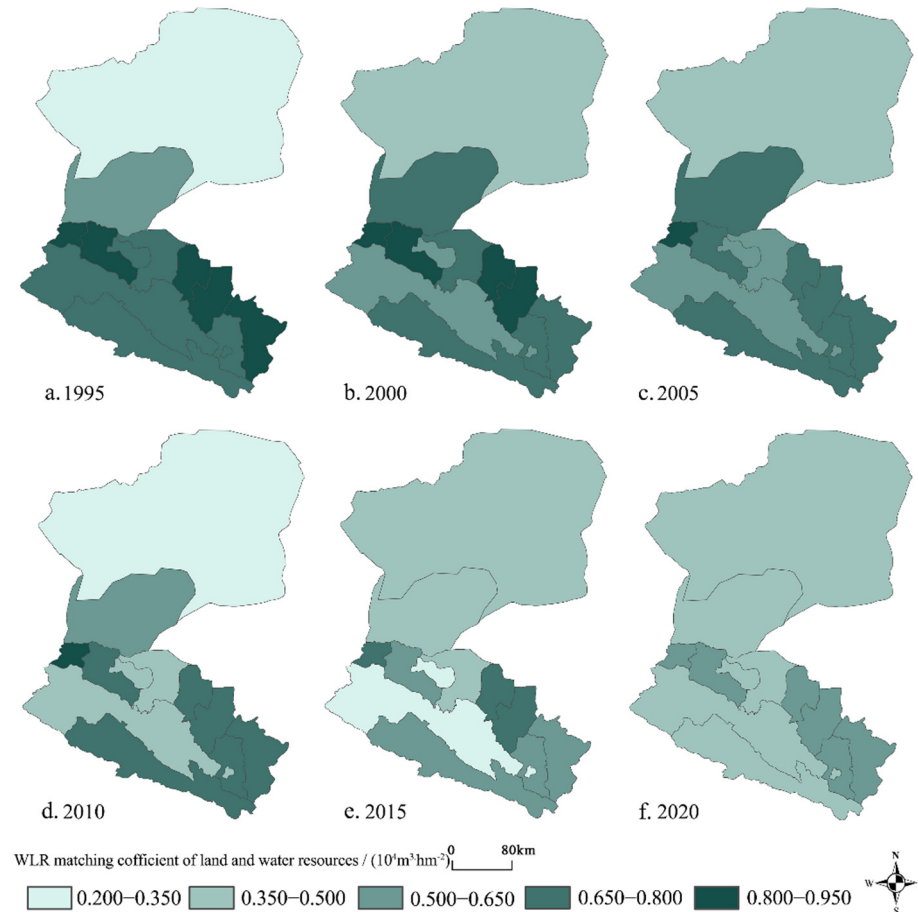 a. 1995
b. 2000
c. 2005
d. 2010
e. 2015
f. 2020
WLR matching cofficient of land and water resources / (10⁴m³·hm⁻²)
0 80km
0.200−0.350 0.350−0.500 0.500−0.650 0.650−0.800 0.800−0.950
N
W E
S